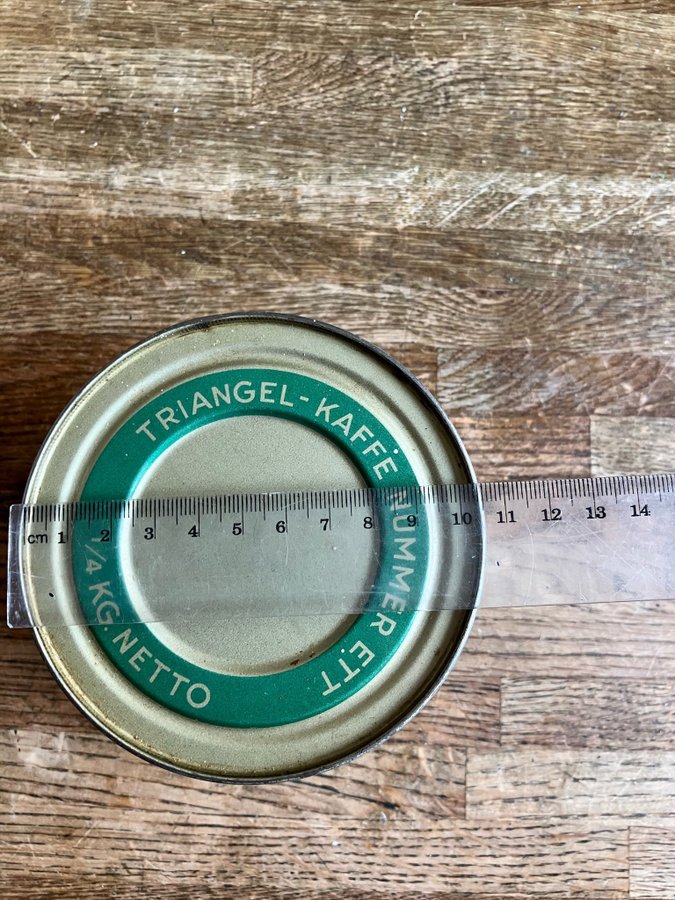 TRIANGEL-KAFFE NUMMER ETT
1/4 KG. NETTO
cm 1 2 3 4 5 6 7 8 9 10 11 12 13 14